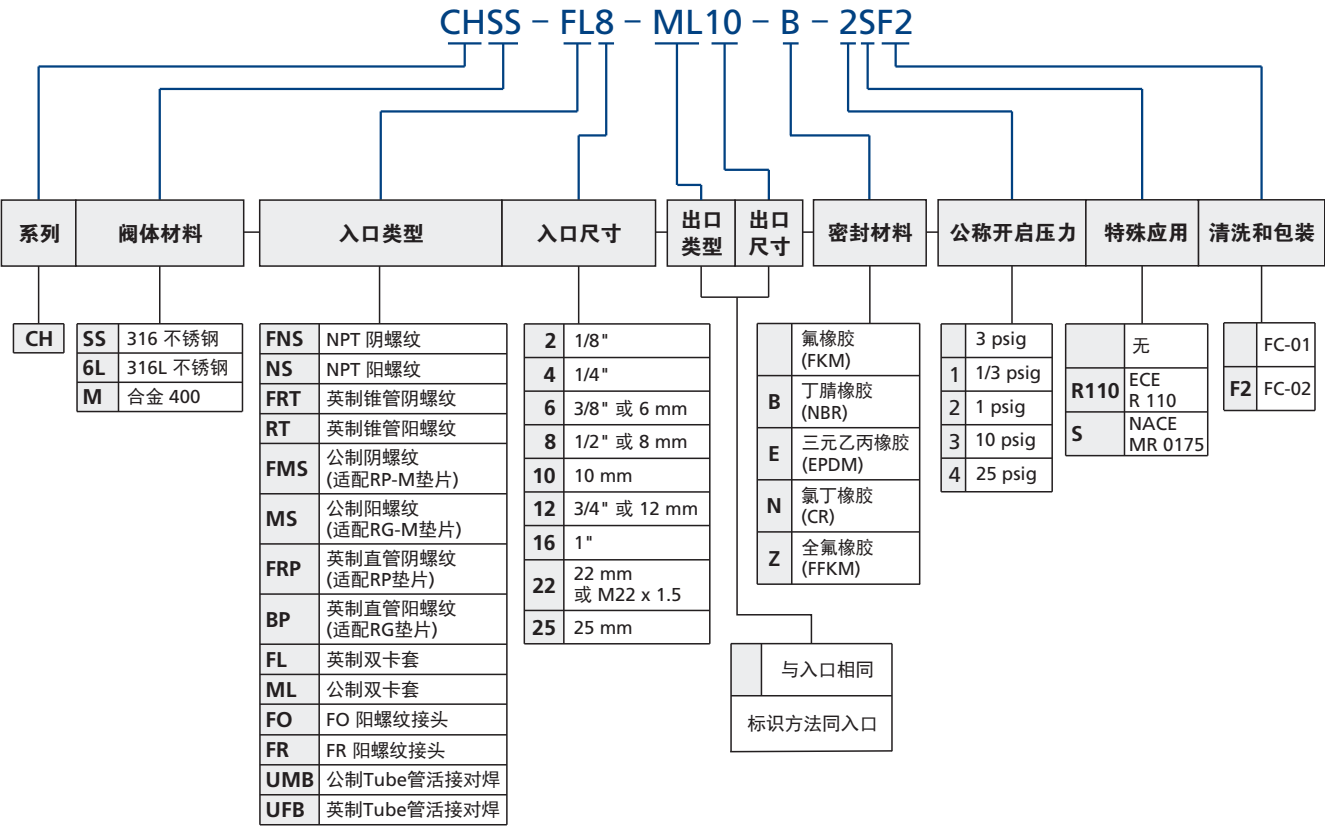 CHSS – FL8 – ML10 – B – 2SF2
系列
阀体材料
入口类型
入口尺寸
出口
类型
出口
尺寸
密封材料
公称开启压力
特殊应用
清洗和包装
CH
SS 316 不锈钢
6L 316L 不锈钢
M 合金 400
FNS NPT 阴螺纹
NS NPT 阳螺纹
FRT 英制锥管阴螺纹
RT 英制锥管阳螺纹
FMS 公制阴螺纹
(适配RP-M垫片)
MS 公制阳螺纹
(适配RG-M垫片)
FRP 英制直管阴螺纹
(适配RP垫片)
BP 英制直管阳螺纹
(适配RG垫片)
FL 英制双卡套
ML 公制双卡套
FO FO 阳螺纹接头
FR FR 阳螺纹接头
UMB 公制Tube管活接对焊
UFB 英制Tube管活接对焊
2 1/8"
4 1/4"
6 3/8" 或 6 mm
8 1/2" 或 8 mm
10 10 mm
12 3/4" 或 12 mm
16 1"
22 22 mm
或 M22 x 1.5
25 25 mm
与入口相同
标识方法同入口
氟橡胶
(FKM)
B 丁腈橡胶
(NBR)
E 三元乙丙橡胶
(EPDM)
N 氯丁橡胶
(CR)
Z 全氟橡胶
(FFKM)
3 psig
1 1/3 psig
2 1 psig
3 10 psig
4 25 psig
无
R110 ECE
R 110
S NACE
MR 0175
FC-01
F2 FC-02